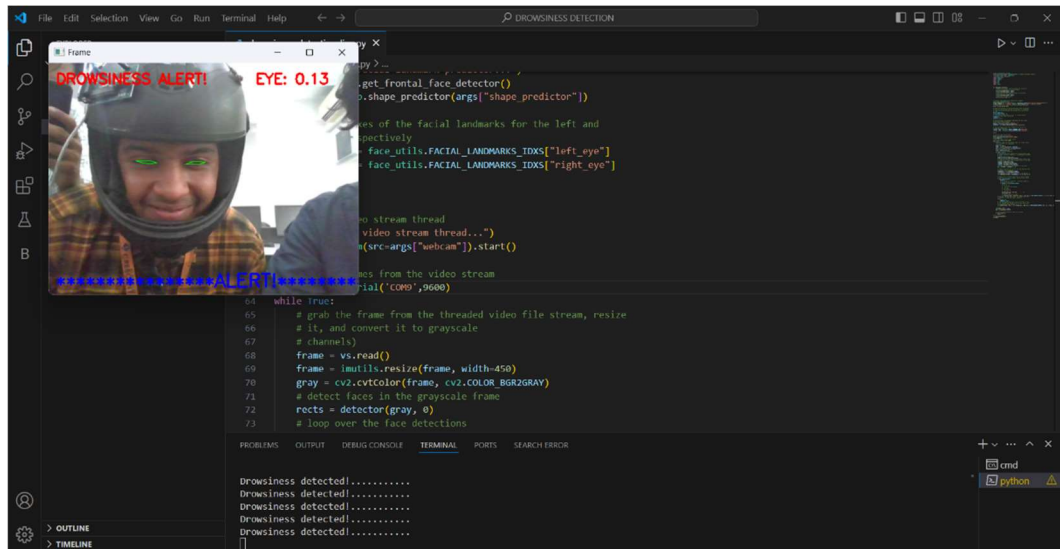 File Edit Selection View Go Run Terminal Help
DROWSINESS DETECTION
Frame
DROWSINESS ALERT! EYE: 0.13
****************ALERT!********
.get_frontal_face_detector()
.shape_predictor(args["shape_predictor"])
of the facial landmarks for the left and
= face_utils.FACIAL_LANDMARKS_IDXS["left_eye"]
= face_utils.FACIAL_LANDMARKS_IDXS["right_eye"]
stream thread
video stream thread...")
(src=args["webcam"]).start()
from the video stream
('COM9',9600)
64 while True:
65 # grab the frame from the threaded video file stream, resize
66 # it, and convert it to grayscale
67 # channels)
68 frame = vs.read()
69 frame = imutils.resize(frame, width=450)
70 gray = cv2.cvtColor(frame, cv2.COLOR_BGR2GRAY)
71 # detect faces in the grayscale frame
72 rects = detector(gray, 0)
73 # loop over the face detections
PROBLEMS OUTPUT DEBUG CONSOLE TERMINAL PORTS SEARCH ERROR
cmd
python
Drowsiness detected!...........
Drowsiness detected!...........
Drowsiness detected!...........
Drowsiness detected!...........
Drowsiness detected!...........
OUTLINE
TIMELINE